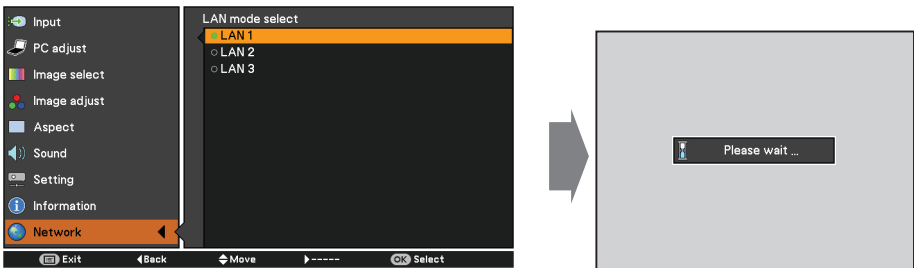 Input
PC adjust
Image select
Image adjust
Aspect
Sound
Setting
Information
Network
LAN mode select
LAN 1
LAN 2
LAN 3
Exit
Back
Move
-----
OK Select
Please wait ...